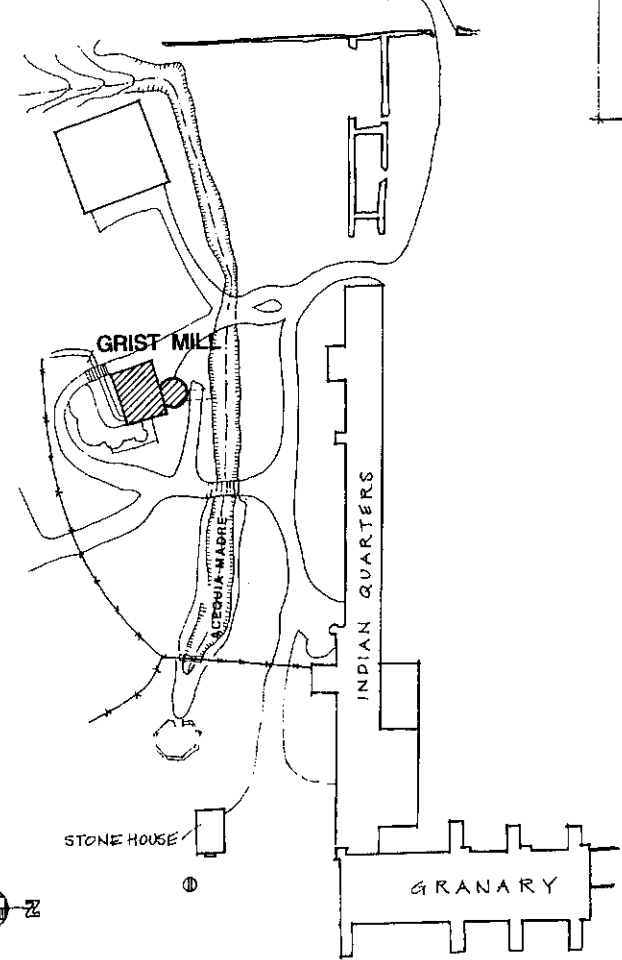 GRIST MILL
ACEQUIA MADRE
INDIAN QUARTERS
STONE HOUSE
GRANARY
N